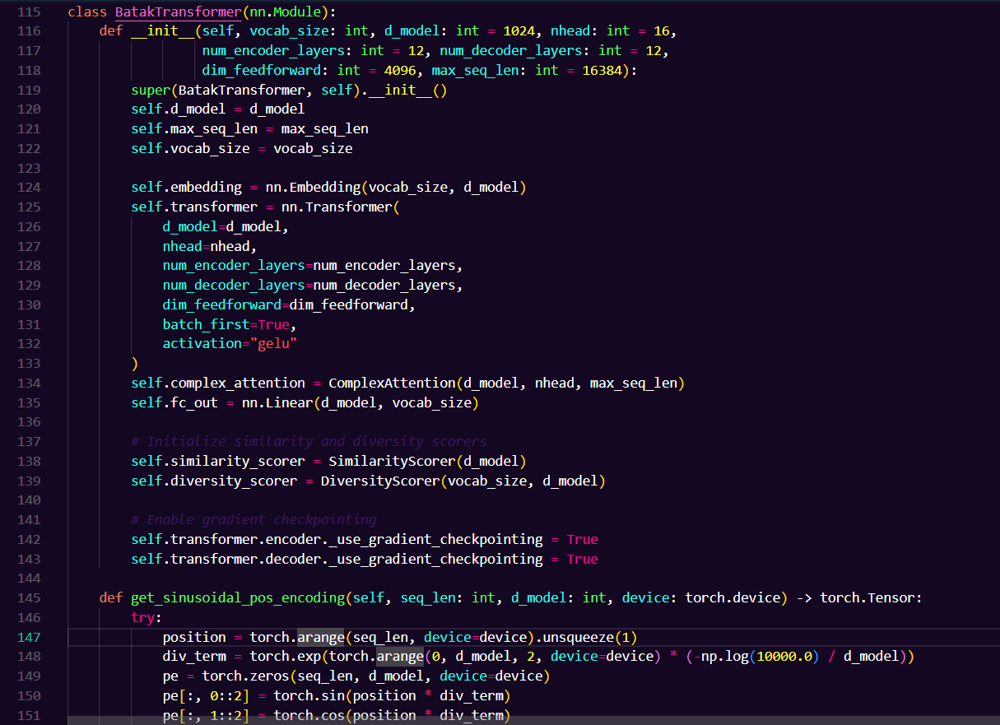 115 class BatakTransformer(nn.Module):
116     def __init__(self, vocab_size: int, d_model: int = 1024, nhead: int = 16,
117                  num_encoder_layers: int = 12, num_decoder_layers: int = 12,
118                  dim_feedforward: int = 4096, max_seq_len: int = 16384):
119         super(BatakTransformer, self).__init__()
120         self.d_model = d_model
121         self.max_seq_len = max_seq_len
122         self.vocab_size = vocab_size
123
124         self.embedding = nn.Embedding(vocab_size, d_model)
125         self.transformer = nn.Transformer(
126             d_model=d_model,
127             nhead=nhead,
128             num_encoder_layers=num_encoder_layers,
129             num_decoder_layers=num_decoder_layers,
130             dim_feedforward=dim_feedforward,
131             batch_first=True,
132             activation="gelu"
133         )
134         self.complex_attention = ComplexAttention(d_model, nhead, max_seq_len)
135         self.fc_out = nn.Linear(d_model, vocab_size)
136
137         # Initialize similarity and diversity scorers
138         self.similarity_scorer = SimilarityScorer(d_model)
139         self.diversity_scorer = DiversityScorer(vocab_size, d_model)
140
141         # Enable gradient checkpointing
142         self.transformer.encoder._use_gradient_checkpointing = True
143         self.transformer.decoder._use_gradient_checkpointing = True
144
145     def get_sinusoidal_pos_encoding(self, seq_len: int, d_model: int, device: torch.device) -> torch.Tensor:
146         try:
147             position = torch.arange(seq_len, device=device).unsqueeze(1)
148             div_term = torch.exp(torch.arange(0, d_model, 2, device=device) * (-np.log(10000.0) / d_model))
149             pe = torch.zeros(seq_len, d_model, device=device)
150             pe[:, 0::2] = torch.sin(position * div_term)
151             pe[:, 1::2] = torch.cos(position * div_term)